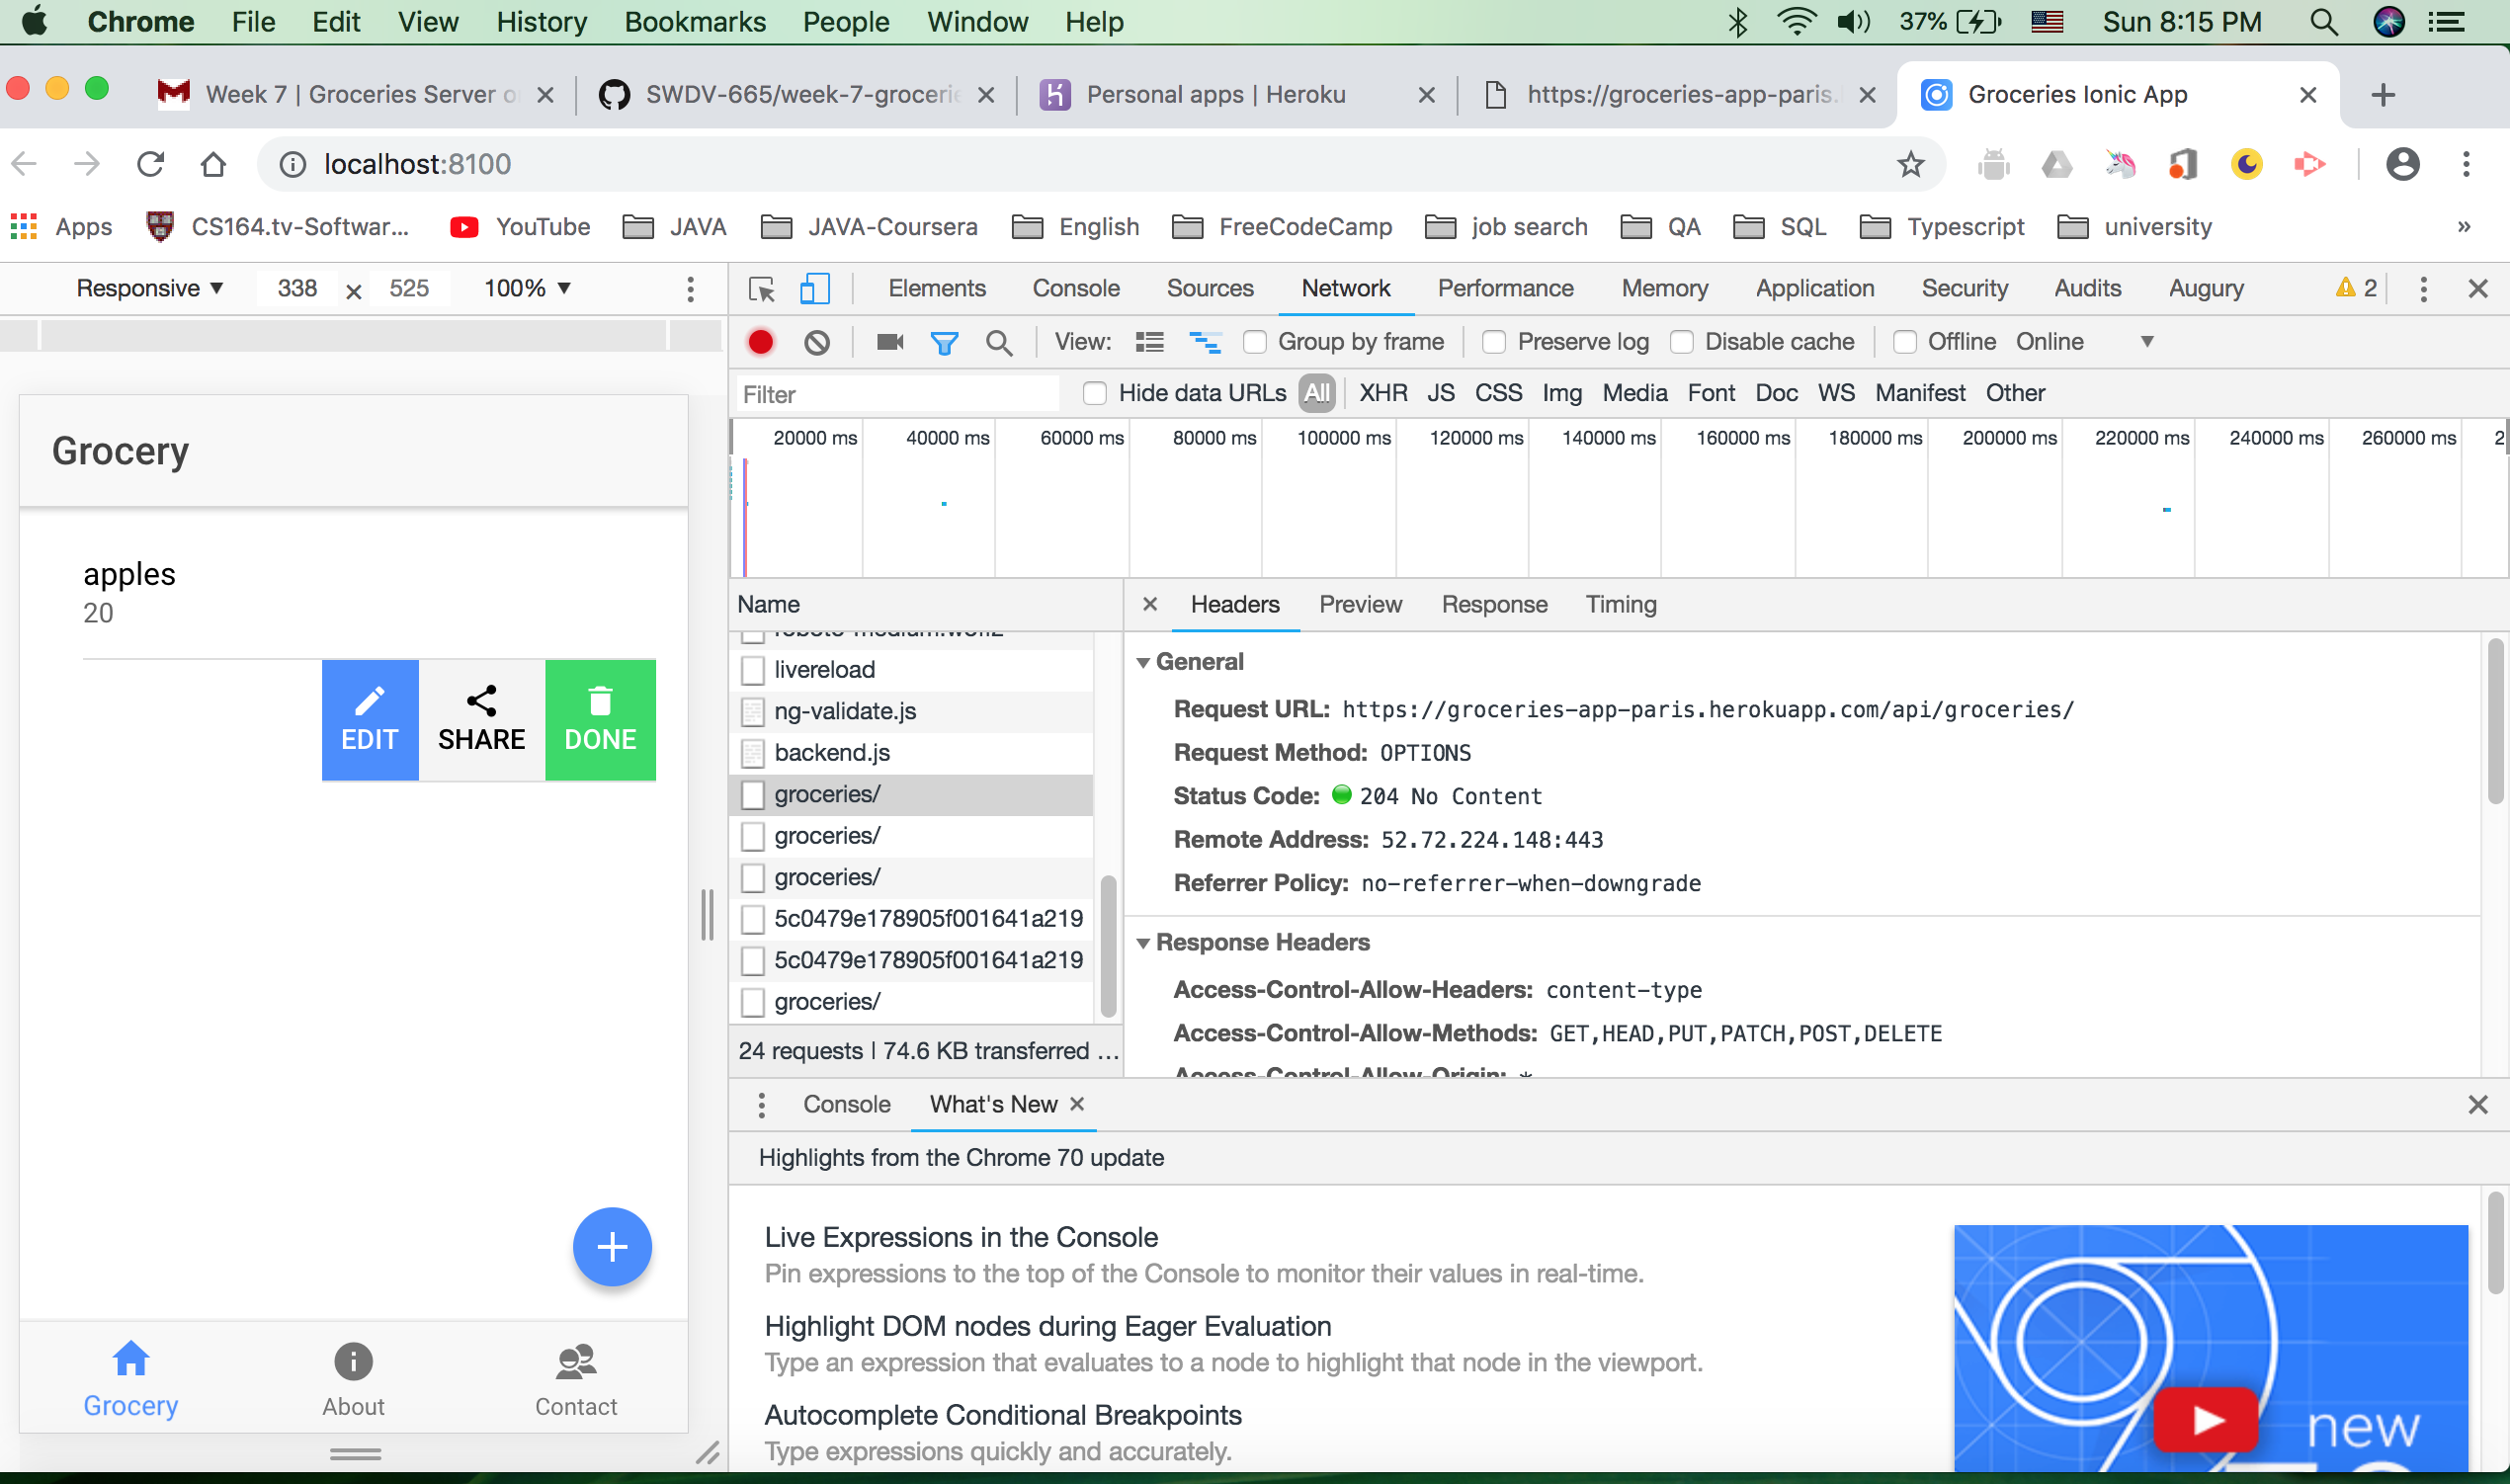 Chrome File Edit View History Bookmarks People Window Help 37% Sun 8:15 PM
Week 7 | Groceries Server o
SWDV-665/week-7-grocerie
Personal apps | Heroku
https://groceries-app-paris.
Groceries Ionic App
localhost:8100
Apps CS164.tv-Softwar... YouTube JAVA JAVA-Coursera English FreeCodeCamp job search QA SQL Typescript university »
Responsive ▼ 338 × 525 100% ▼
Elements Console Sources Network Performance Memory Application Security Audits Augury 2
View: Group by frame Preserve log Disable cache Offline Online ▼
Filter Hide data URLs All XHR JS CSS Img Media Font Doc WS Manifest Other
20000 ms 40000 ms 60000 ms 80000 ms 100000 ms 120000 ms 140000 ms 160000 ms 180000 ms 200000 ms 220000 ms 240000 ms 260000 ms 2
Grocery
apples
20
EDIT SHARE DONE
Grocery About Contact
Name
roboto-medium.woff2
livereload
ng-validate.js
backend.js
groceries/
groceries/
groceries/
5c0479e178905f001641a219
5c0479e178905f001641a219
groceries/
24 requests | 74.6 KB transferred ...
Headers Preview Response Timing
General
Request URL: https://groceries-app-paris.herokuapp.com/api/groceries/
Request Method: OPTIONS
Status Code: 204 No Content
Remote Address: 52.72.224.148:443
Referrer Policy: no-referrer-when-downgrade
Response Headers
Access-Control-Allow-Headers: content-type
Access-Control-Allow-Methods: GET,HEAD,PUT,PATCH,POST,DELETE
Access-Control-Allow-Origin: *
Console What's New
Highlights from the Chrome 70 update
Live Expressions in the Console
Pin expressions to the top of the Console to monitor their values in real-time.
Highlight DOM nodes during Eager Evaluation
Type an expression that evaluates to a node to highlight that node in the viewport.
Autocomplete Conditional Breakpoints
Type expressions quickly and accurately.
new